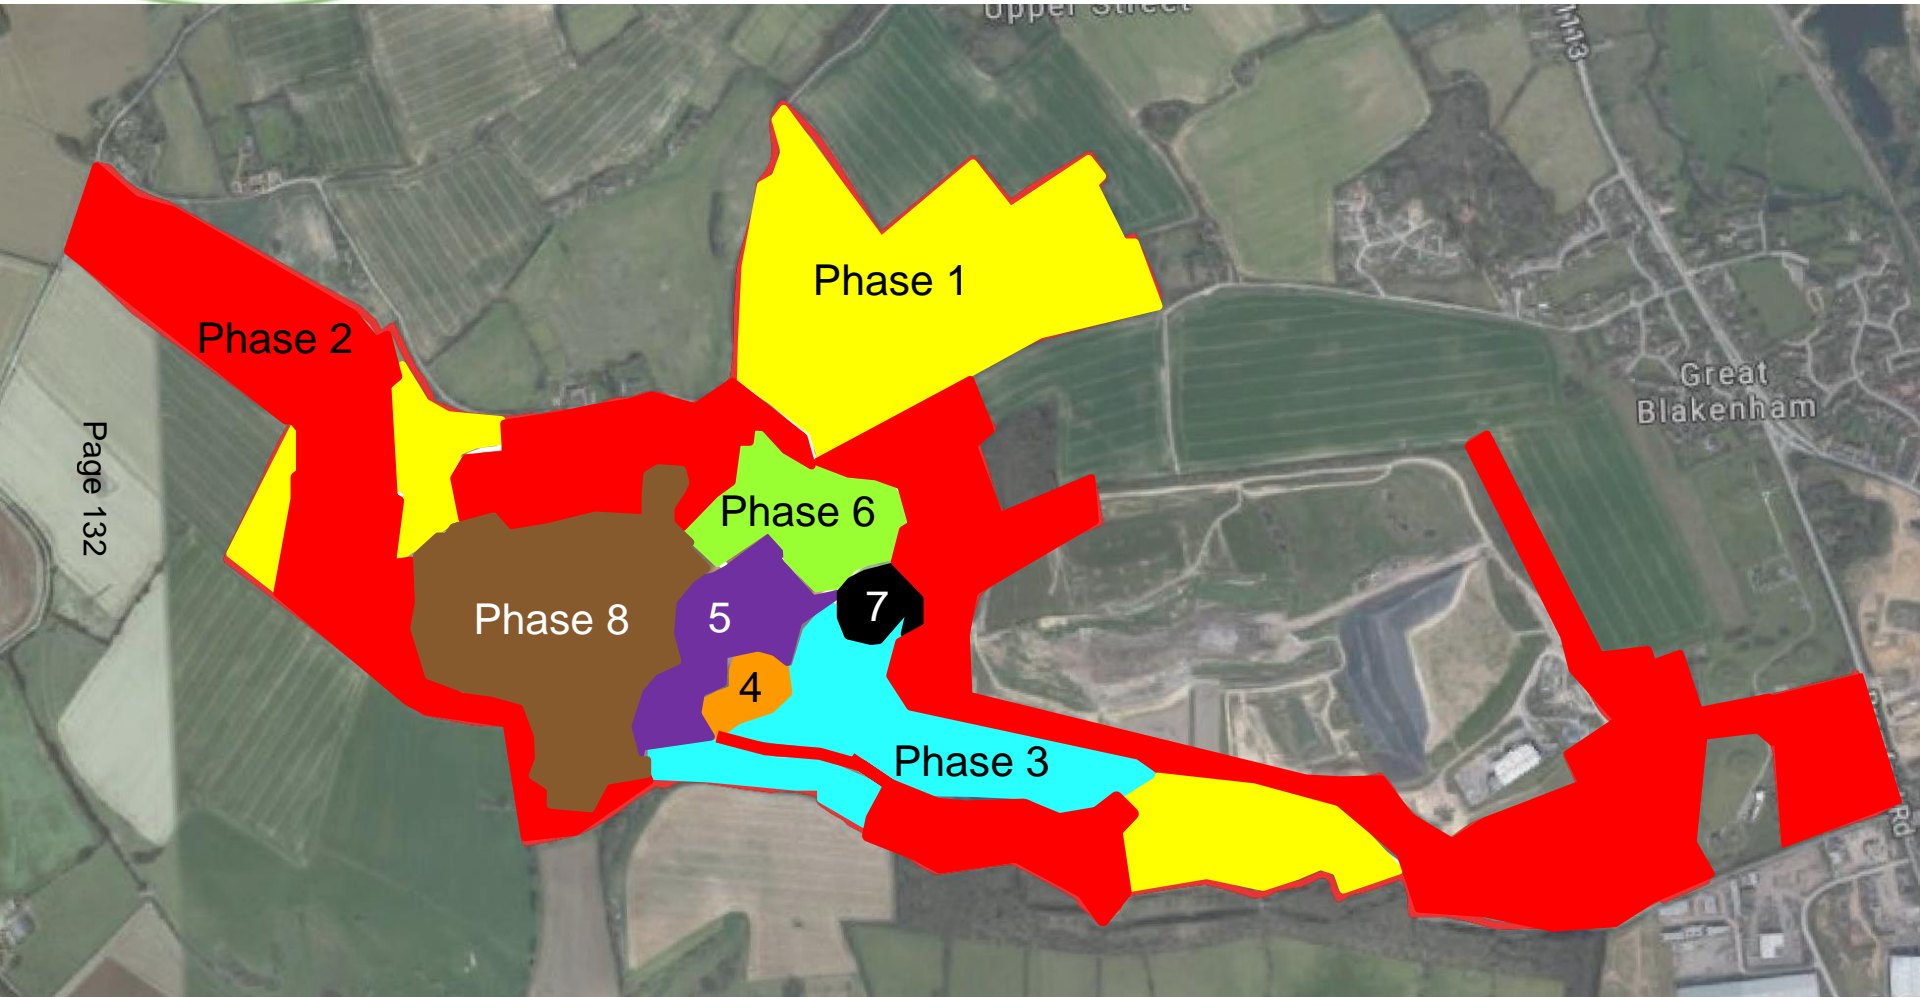 Upper Street
1113
Phase 1
Phase 2
Great
Blakenham
Page 132
Phase 6
Phase 8
5
7
4
Phase 3
Rd